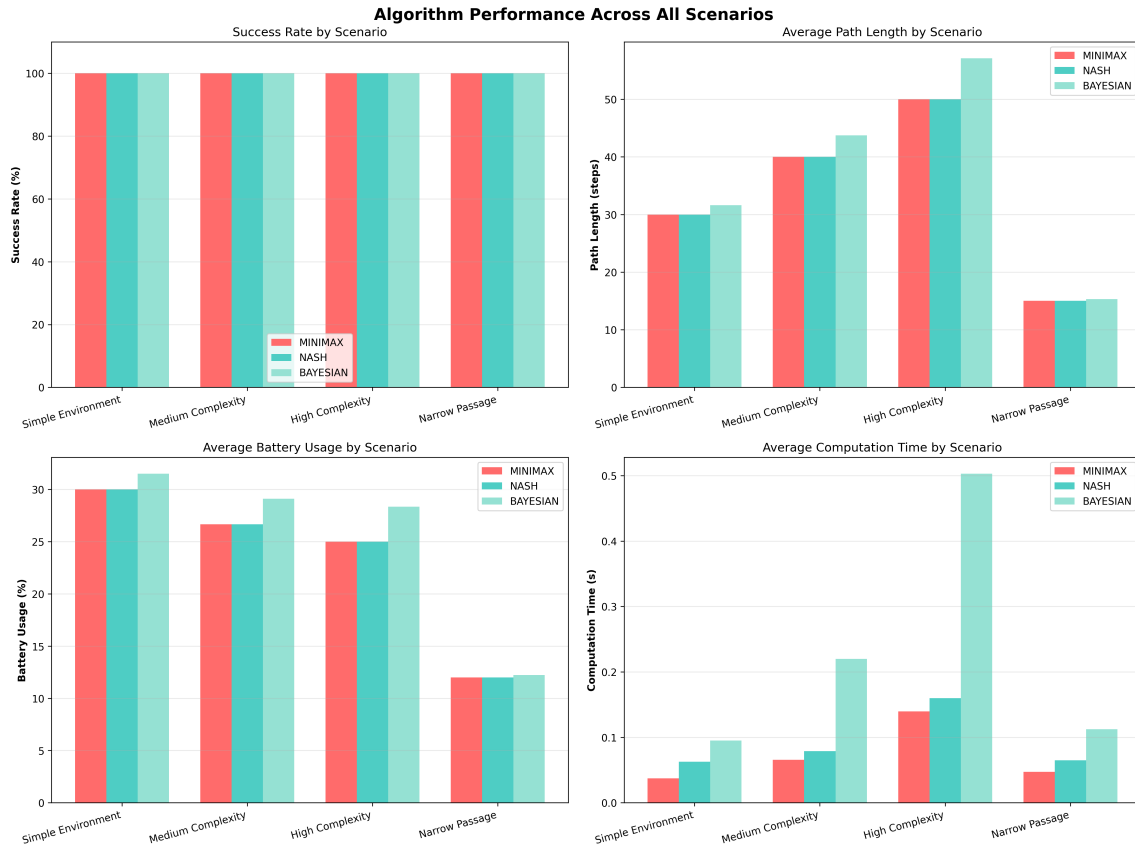 Algorithm Performance Across All Scenarios
Success Rate by Scenario
Success Rate (%)
100
80
60
40
20
0
MINIMAX
NASH
BAYESIAN
Simple Environment
Medium Complexity
High Complexity
Narrow Passage
Average Path Length by Scenario
Path Length (steps)
50
40
30
20
10
0
MINIMAX
NASH
BAYESIAN
Simple Environment
Medium Complexity
High Complexity
Narrow Passage
Average Battery Usage by Scenario
Battery Usage (%)
30
25
20
15
10
5
0
MINIMAX
NASH
BAYESIAN
Simple Environment
Medium Complexity
High Complexity
Narrow Passage
Average Computation Time by Scenario
Computation Time (s)
0.5
0.4
0.3
0.2
0.1
0.0
MINIMAX
NASH
BAYESIAN
Simple Environment
Medium Complexity
High Complexity
Narrow Passage